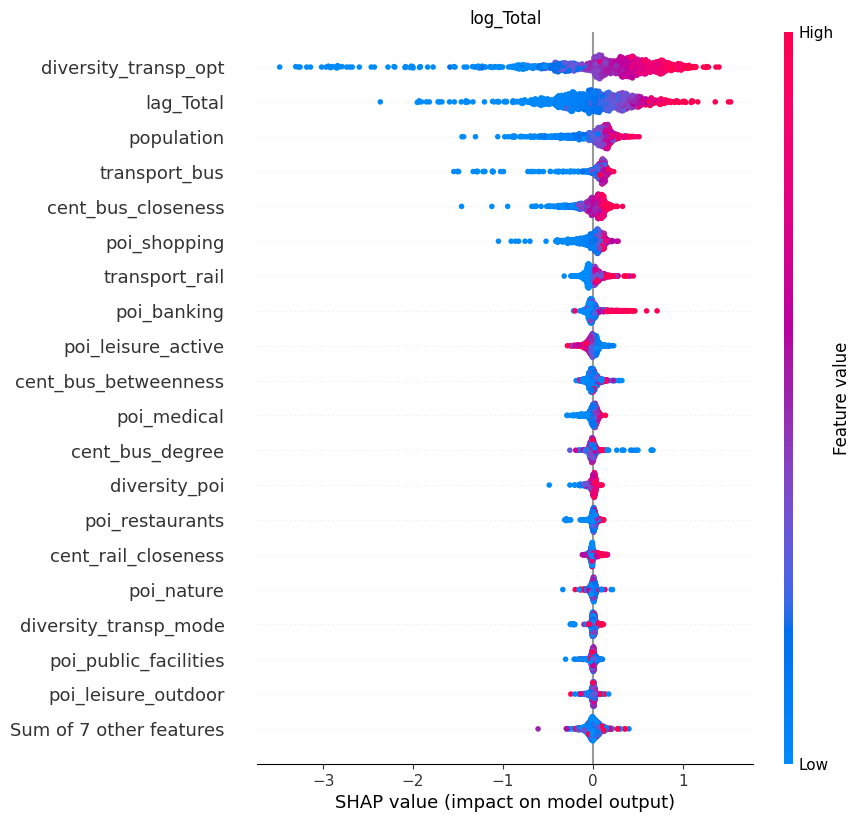 log_Total
High
diversity_transp_opt
lag_Total
population
transport_bus
cent_bus_closeness
poi_shopping
transport_rail
poi_banking
poi_leisure_active
cent_bus_betweenness
poi_medical
cent_bus_degree
diversity_poi
poi_restaurants
cent_rail_closeness
poi_nature
diversity_transp_mode
poi_public_facilities
poi_leisure_outdoor
Sum of 7 other features
Feature value
Low
−3 −2 −1 0 1
SHAP value (impact on model output)